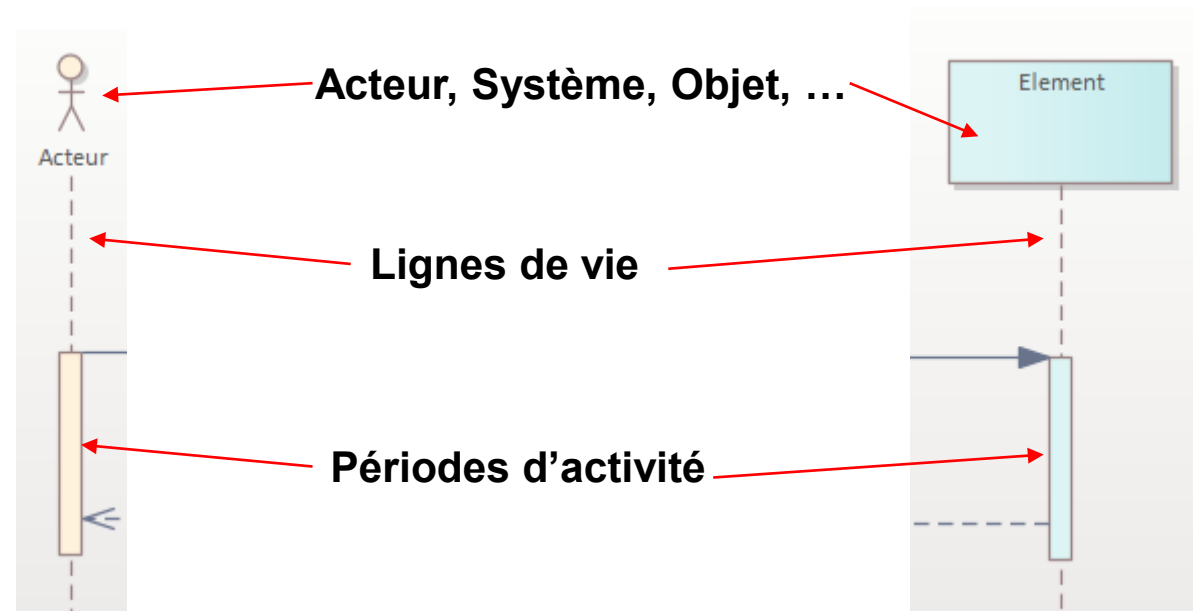 Acteur, Système, Objet, …
Element
Acteur
Lignes de vie
Périodes d’activité